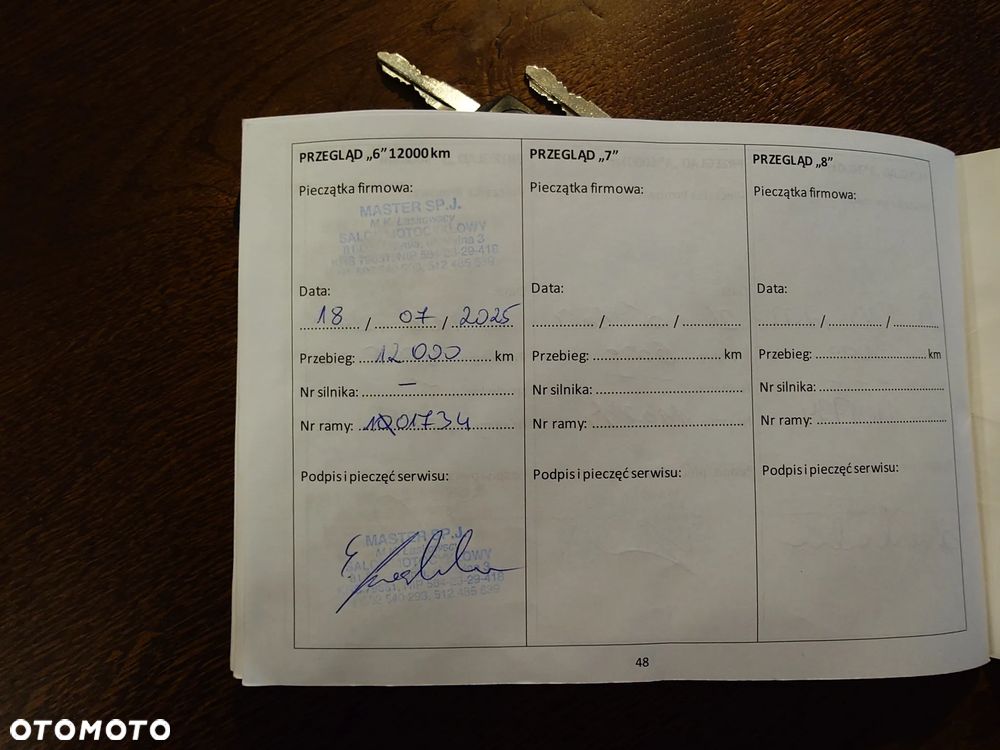 PRZEGLĄD „6” 12000 km
Pieczątka firmowa:
MASTER SP.J.
Data:
18 / 07 / 2025
Przebieg: 12 000 km
Nr silnika: —
Nr ramy: 1001734
Podpis i pieczęć serwisu:
MASTER SP.J.
PRZEGLĄD „7”
Pieczątka firmowa:
Data:
/ /
Przebieg: km
Nr silnika:
Nr ramy:
Podpis i pieczęć serwisu:
PRZEGLĄD „8”
Pieczątka firmowa:
Data:
/ /
Przebieg: km
Nr silnika:
Nr ramy:
Podpis i pieczęć serwisu:
48
OTOMOTO